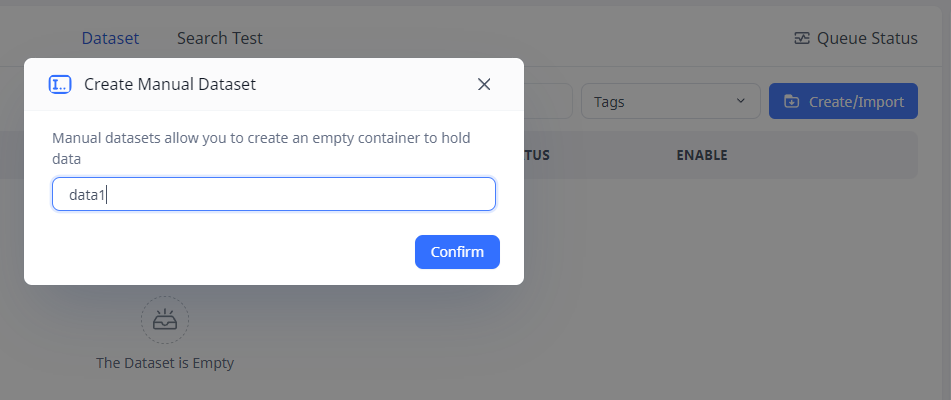 Dataset
Search Test
Queue Status
Create Manual Dataset
Tags
Create/Import
Manual datasets allow you to create an empty container to hold
data
TUS
ENABLE
data1
Confirm
The Dataset is Empty